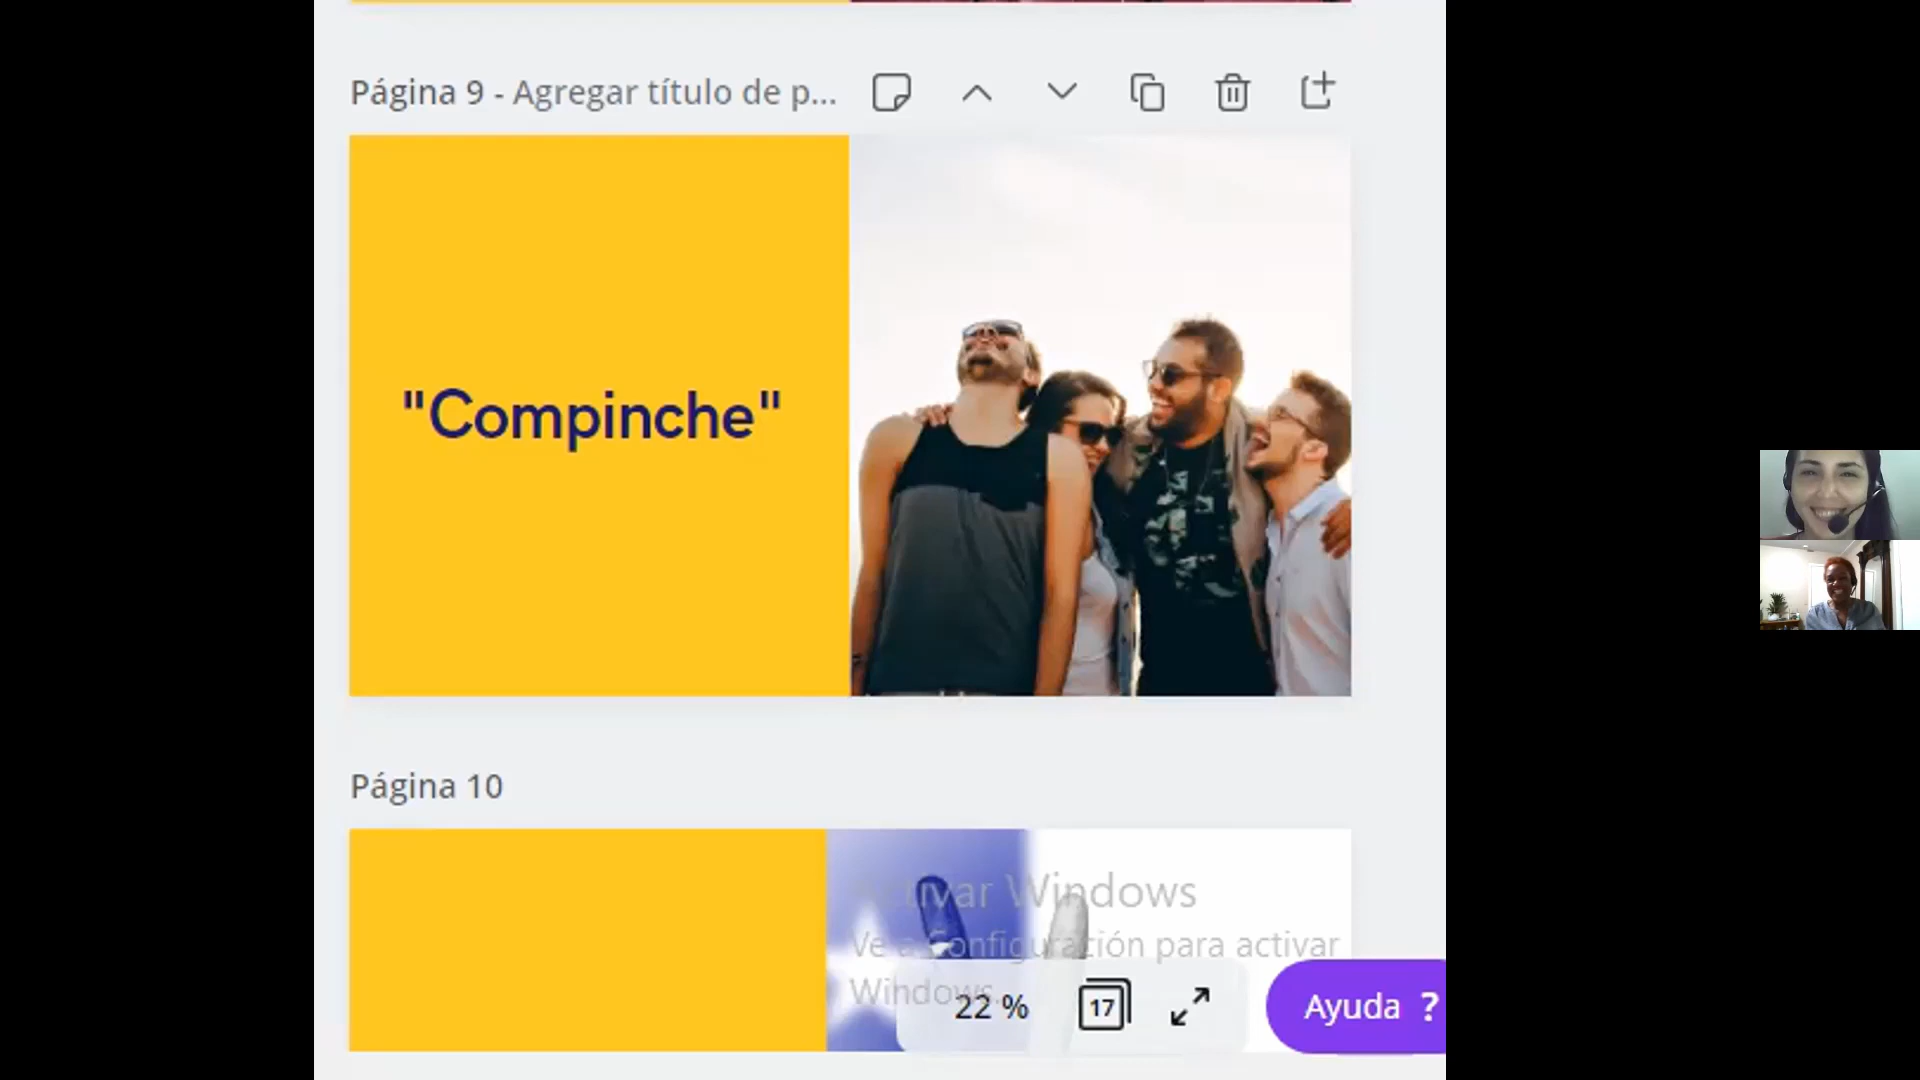 Página 9 - Agregar título de p...
"Compinche"
Página 10
Activar Windows
Ve a Configuración para activar
Windows.
22 %
17
Ayuda ?